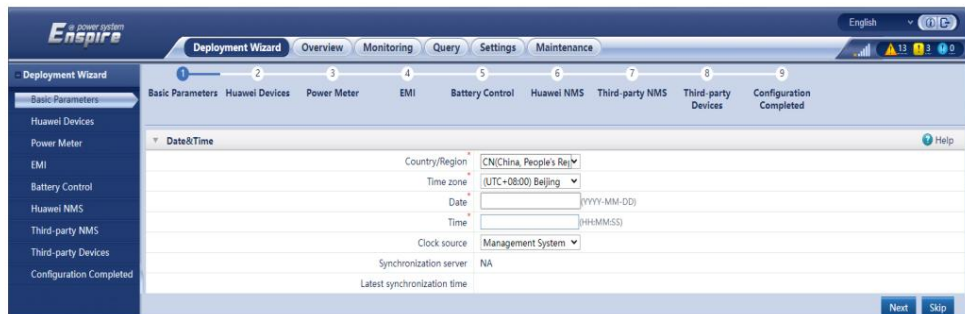 e power system
Enspire
English
Deployment Wizard Overview Monitoring Query Settings Maintenance
13 3 0
Deployment Wizard
Basic Parameters
Huawei Devices
Power Meter
EMI
Battery Control
Huawei NMS
Third-party NMS
Third-party Devices
Configuration Completed
1 2 3 4 5 6 7 8 9
Basic Parameters Huawei Devices Power Meter EMI Battery Control Huawei NMS Third-party NMS Third-party Devices Configuration Completed
Date&Time Help
Country/Region * CN(China, People's Rep
Time zone * (UTC+08:00) Beijing
Date * (YYYY-MM-DD)
Time * (HH:MM:SS)
Clock source Management System
Synchronization server NA
Latest synchronization time
Next Skip